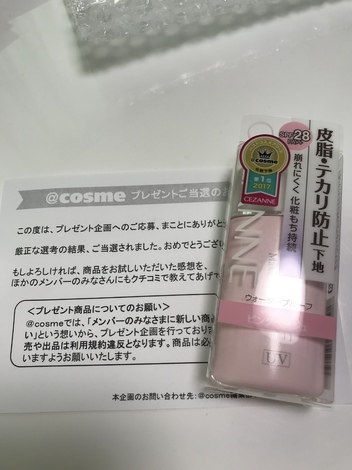 @cosme プレゼントご当選のお
この度は、プレゼント企画へのご応募、まことにありがと
厳正な選考の結果、ご当選されました。おめでとうござい
もしよろしければ、商品をお試しいただいた感想を、
ほかのメンバーのみなさんにもクチコミで教えてあげて
＜プレゼント商品についてのお願い＞
@cosmeでは、「メンバーのみなさまに新しい商
い」という想いから、プレゼント企画を行っており
売や出品は利用規約違反となります。商品は必
いますようお願いいたします。
本企画のお問い合わせ先：@cosme編集部
SPF28
皮脂・テカリ防止下地
崩れにくく化粧もち持続
@cosme
第1位
2017
CEZANNE
NNE
ウォータープルーフ
UV